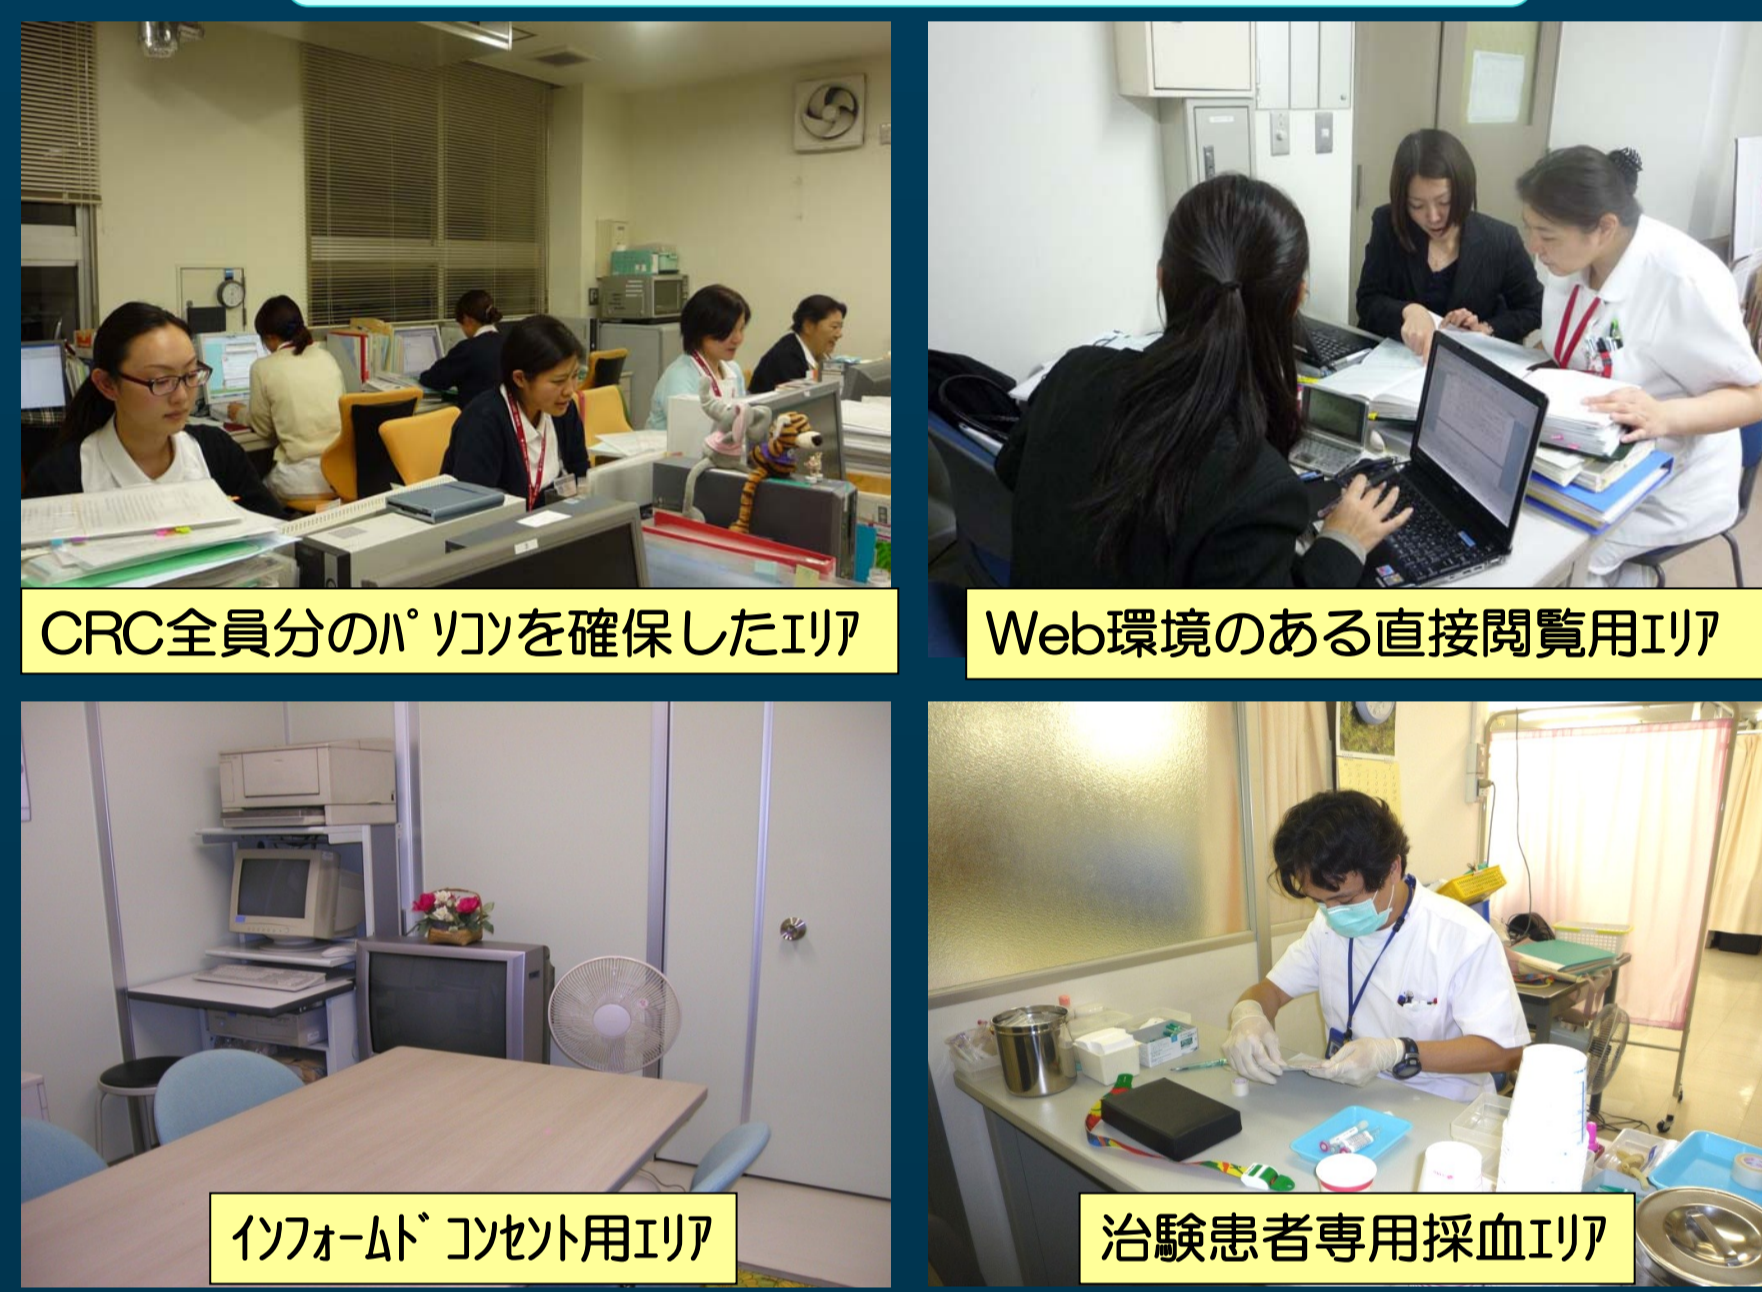 CRC全員分のﾊﾟｿｺﾝを確保したｴﾘｱ
Web環境のある直接閲覧用ｴﾘｱ
ｲﾝﾌｫｰﾑﾄﾞｺﾝｾﾝﾄ用ｴﾘｱ
治験患者専用採血ｴﾘｱ